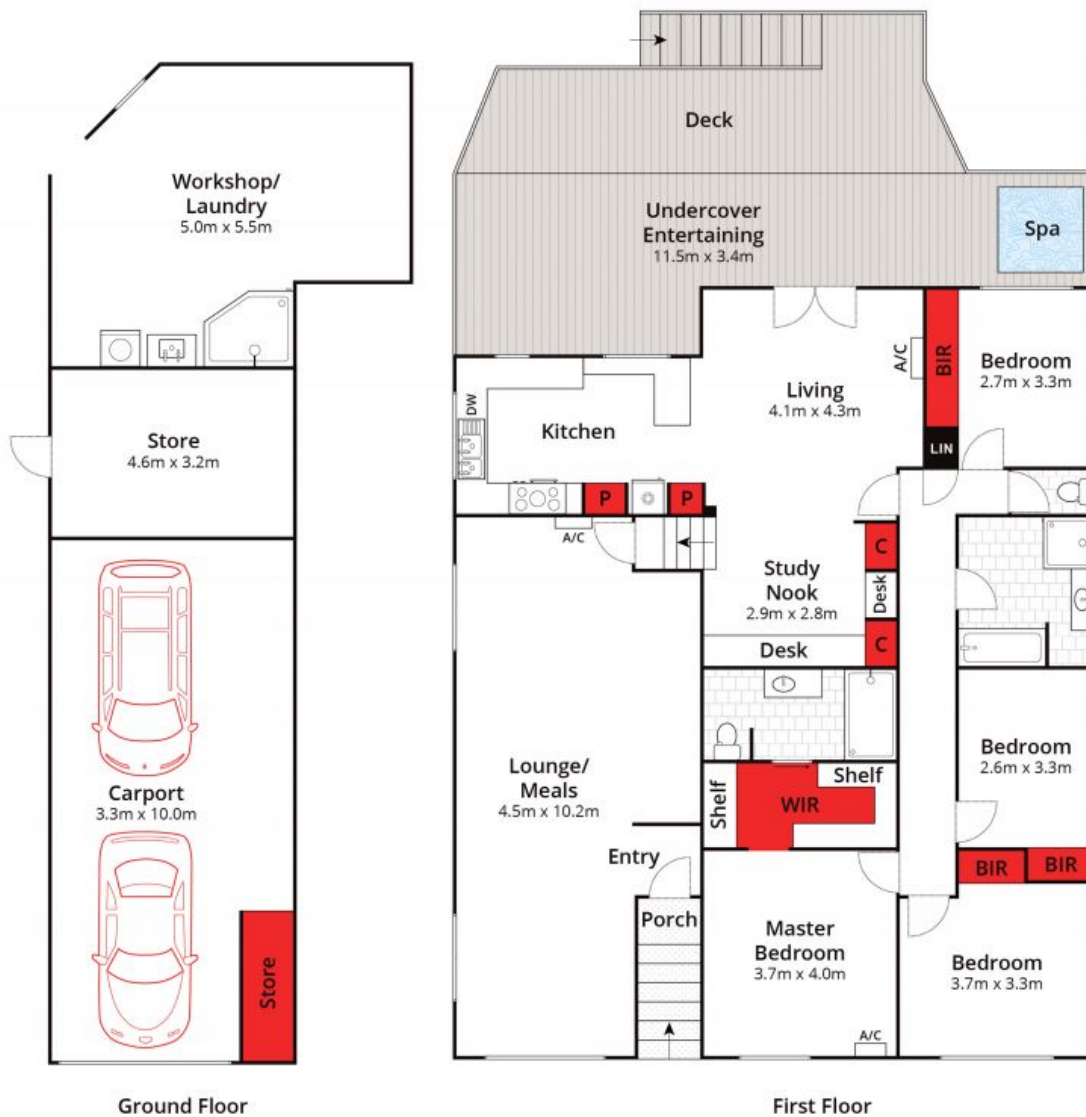 Workshop/
Laundry
5.0m x 5.5m
Store
4.6m x 3.2m
Carport
3.3m x 10.0m
Store
Ground Floor
Deck
Undercover
Entertaining
11.5m x 3.4m
Spa
A/C
BIR
Bedroom
2.7m x 3.3m
Living
4.1m x 4.3m
DW
Kitchen
LIN
P
P
A/C
C
Study
Nook
2.9m x 2.8m
Desk
C
Desk
Lounge/
Meals
4.5m x 10.2m
Shelf
Shelf
WIR
Bedroom
2.6m x 3.3m
Entry
BIR
BIR
Porch
Master
Bedroom
3.7m x 4.0m
Bedroom
3.7m x 3.3m
A/C
First Floor